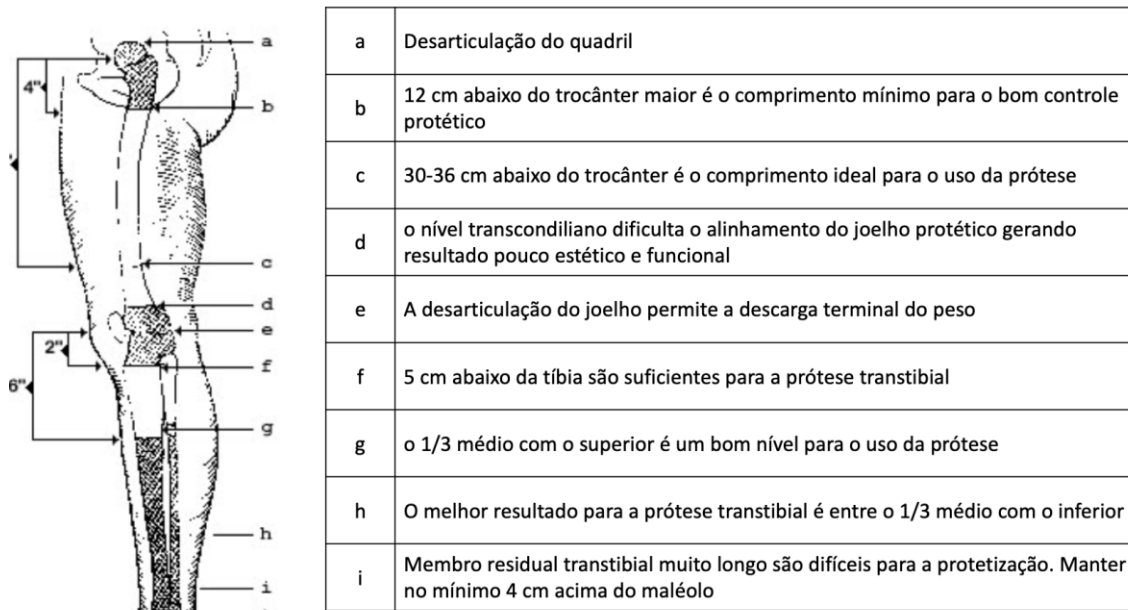 a
4"
b
c
d
e
2"
f
6"
g
h
i
a Desarticulação do quadril
b 12 cm abaixo do trocânter maior é o comprimento mínimo para o bom controle
protético
c 30-36 cm abaixo do trocânter é o comprimento ideal para o uso da prótese
d o nível transcondiliano dificulta o alinhamento do joelho protético gerando
resultado pouco estético e funcional
e A desarticulação do joelho permite a descarga terminal do peso
f 5 cm abaixo da tíbia são suficientes para a prótese transtibial
g o 1/3 médio com o superior é um bom nível para o uso da prótese
h O melhor resultado para a prótese transtibial é entre o 1/3 médio com o inferior
i Membro residual transtibial muito longo são difíceis para a protetização. Manter
no mínimo 4 cm acima do maléolo